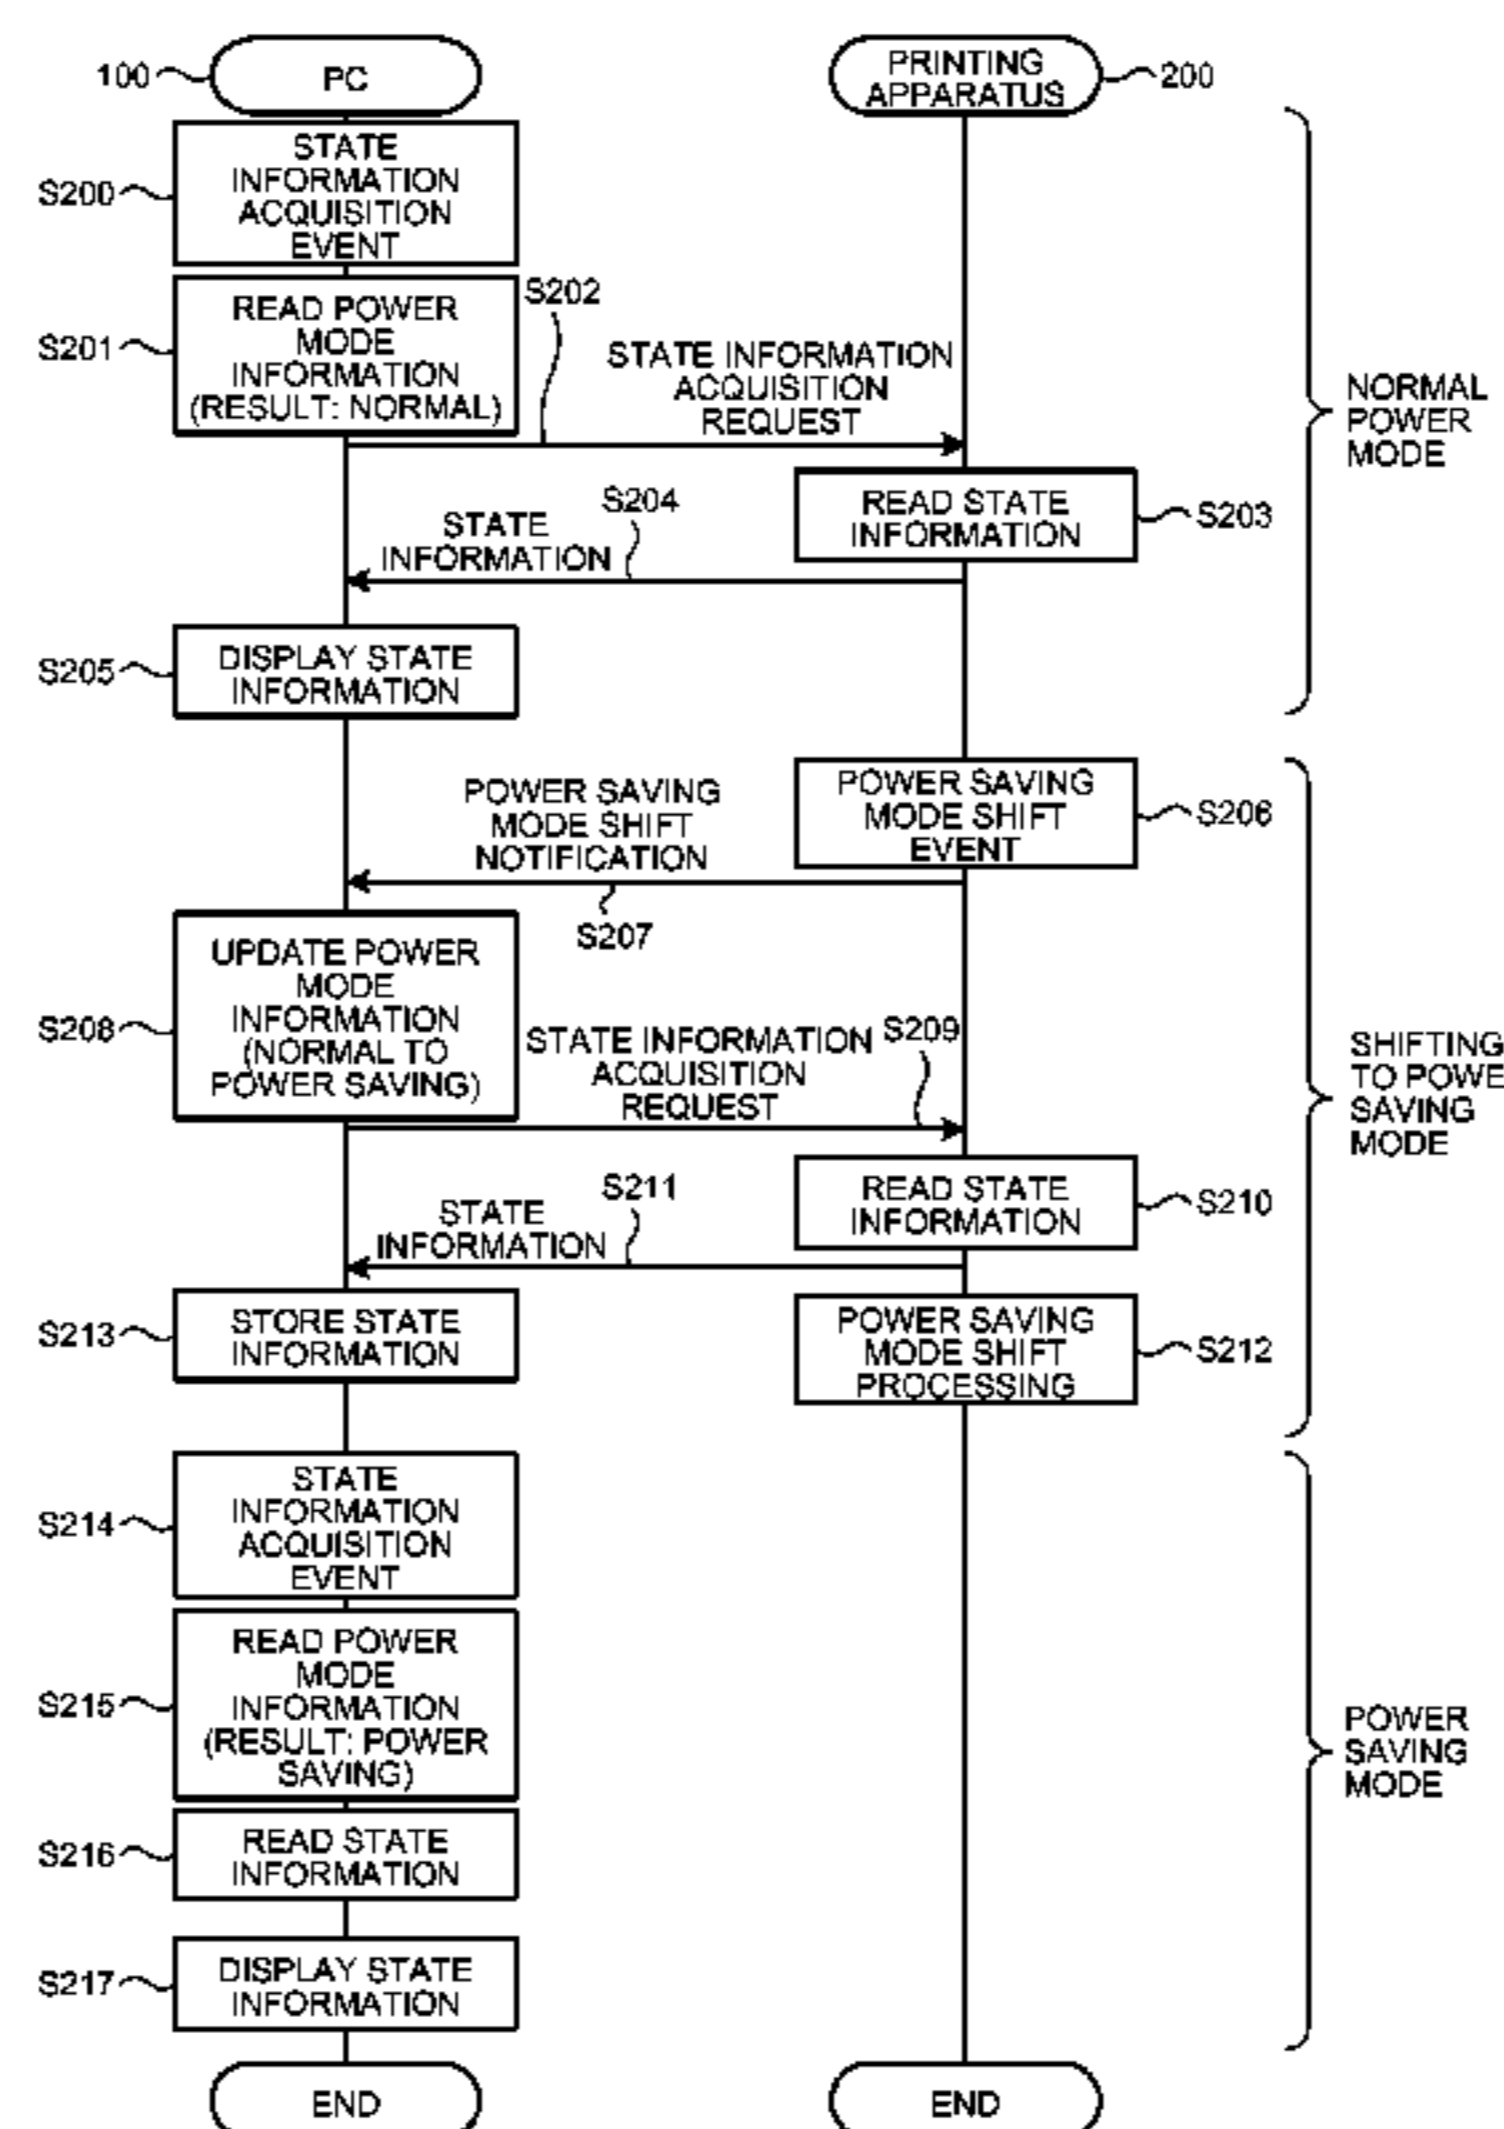 100
PC
PRINTING
APPARATUS
200
S200
STATE
INFORMATION
ACQUISITION
EVENT
S201
READ POWER
MODE
INFORMATION
(RESULT: NORMAL)
S202
STATE INFORMATION
ACQUISITION
REQUEST
NORMAL
POWER
MODE
READ STATE
INFORMATION
S203
S204
STATE
INFORMATION
S205
DISPLAY STATE
INFORMATION
POWER SAVING
MODE SHIFT
EVENT
S206
POWER SAVING
MODE SHIFT
NOTIFICATION
S207
S208
UPDATE POWER
MODE
INFORMATION
(NORMAL TO
POWER SAVING)
STATE INFORMATION
ACQUISITION
REQUEST
S209
SHIFTING
TO POWE
SAVING
MODE
READ STATE
INFORMATION
S210
S211
STATE
INFORMATION
S213
STORE STATE
INFORMATION
POWER SAVING
MODE SHIFT
PROCESSING
S212
S214
STATE
INFORMATION
ACQUISITION
EVENT
S215
READ POWER
MODE
INFORMATION
(RESULT: POWER
SAVING)
POWER
SAVING
MODE
S216
READ STATE
INFORMATION
S217
DISPLAY STATE
INFORMATION
END
END